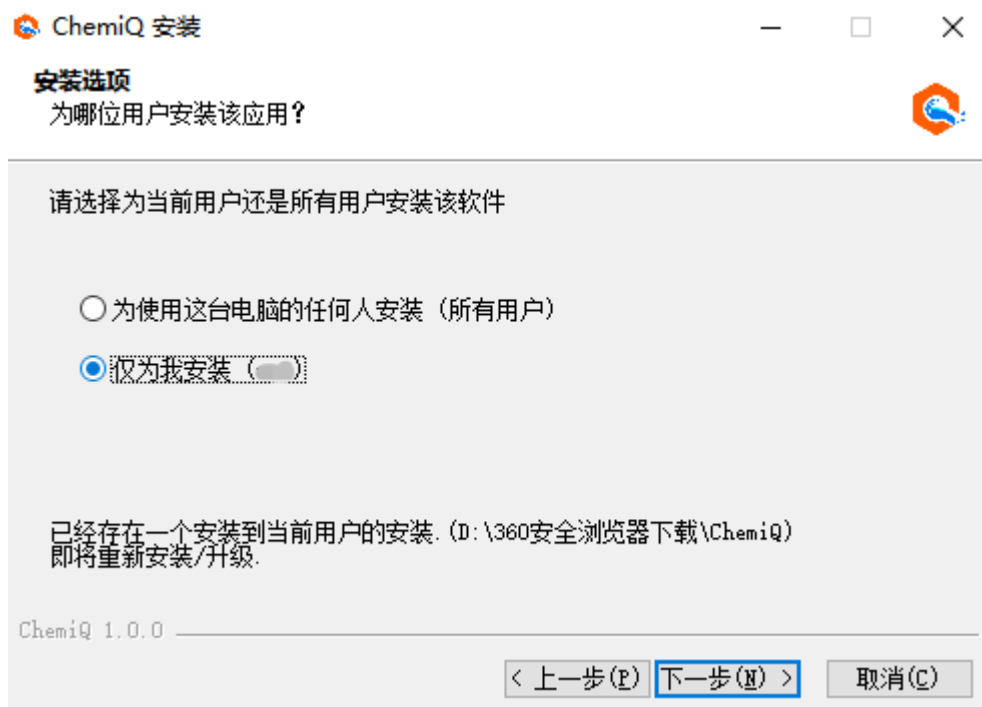 ChemiQ 安装
安装选项
为哪位用户安装该应用？
请选择为当前用户还是所有用户安装该软件
为使用这台电脑的任何人安装（所有用户）
仅为我安装（）
已经存在一个安装到当前用户的安装.(D:\360安全浏览器下载\ChemiQ)
即将重新安装/升级.
ChemiQ 1.0.0
< 上一步(P) 下一步(N) > 取消(C)